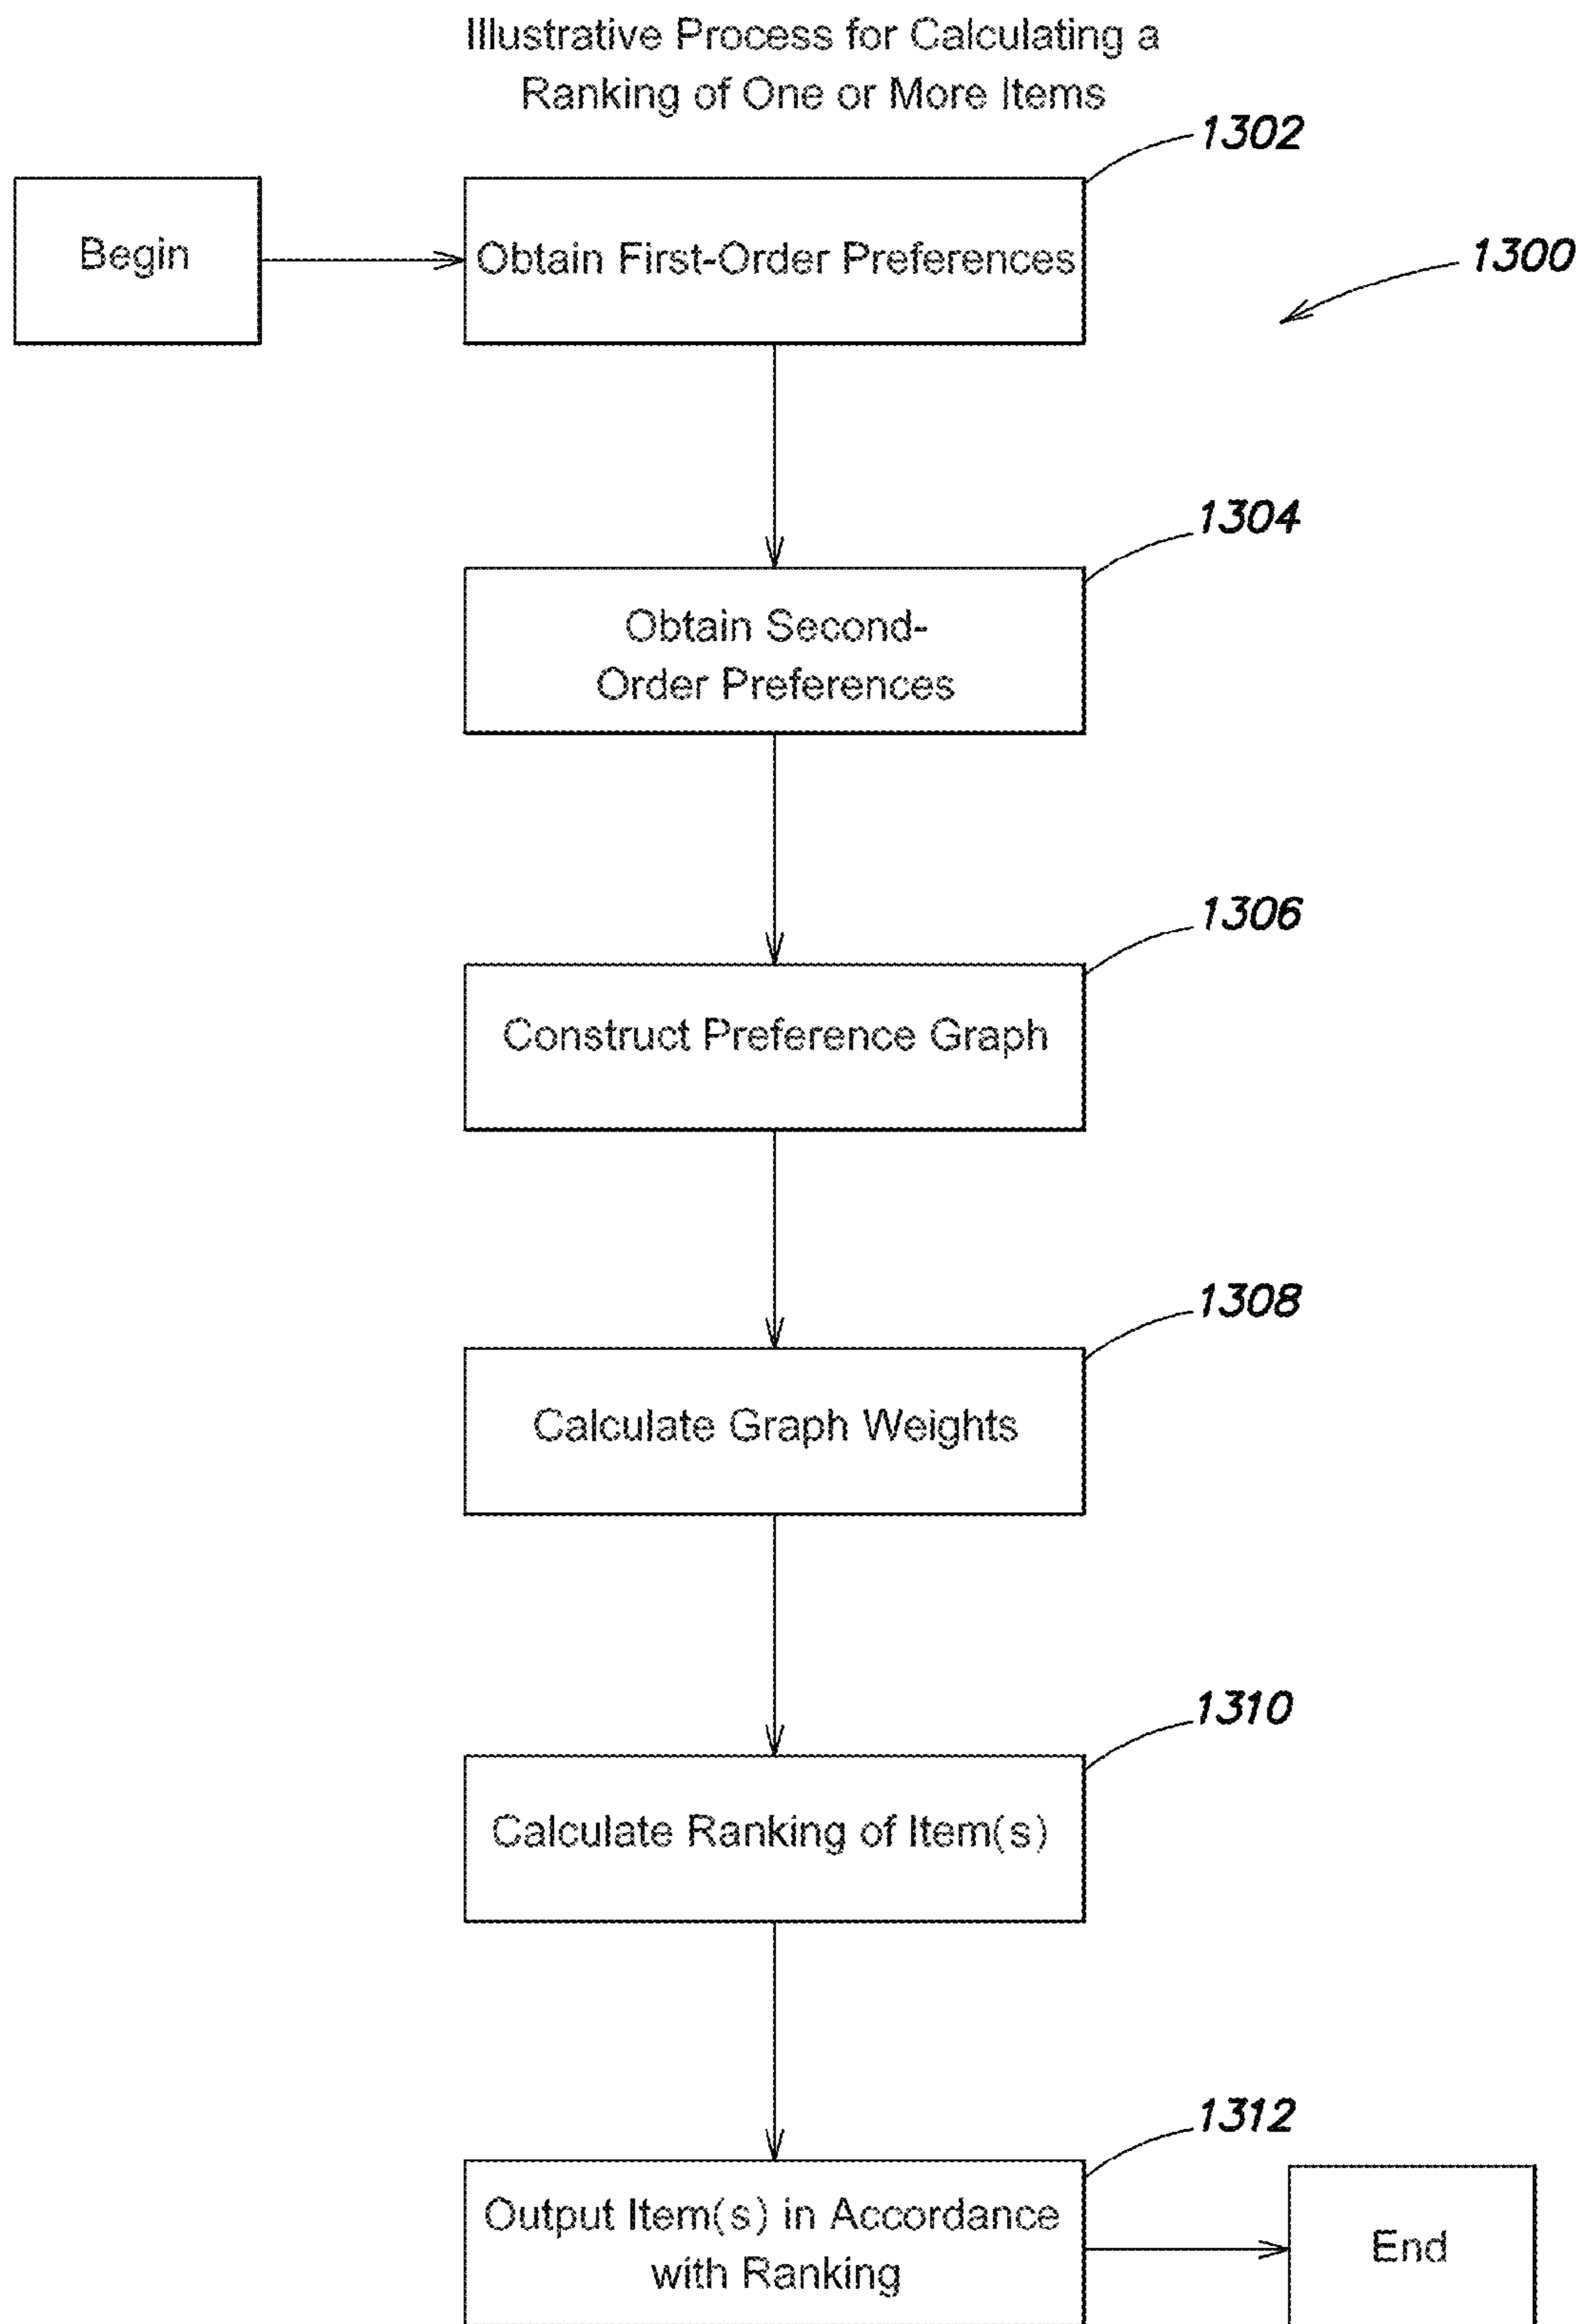 Illustrative Process for Calculating a
Ranking of One or More Items
1302
Begin
Obtain First-Order Preferences
1300
1304
Obtain Second-
Order Preferences
1306
Construct Preference Graph
1308
Calculate Graph Weights
1310
Calculate Ranking of Item(s)
1312
Output Item(s) in Accordance
with Ranking
End